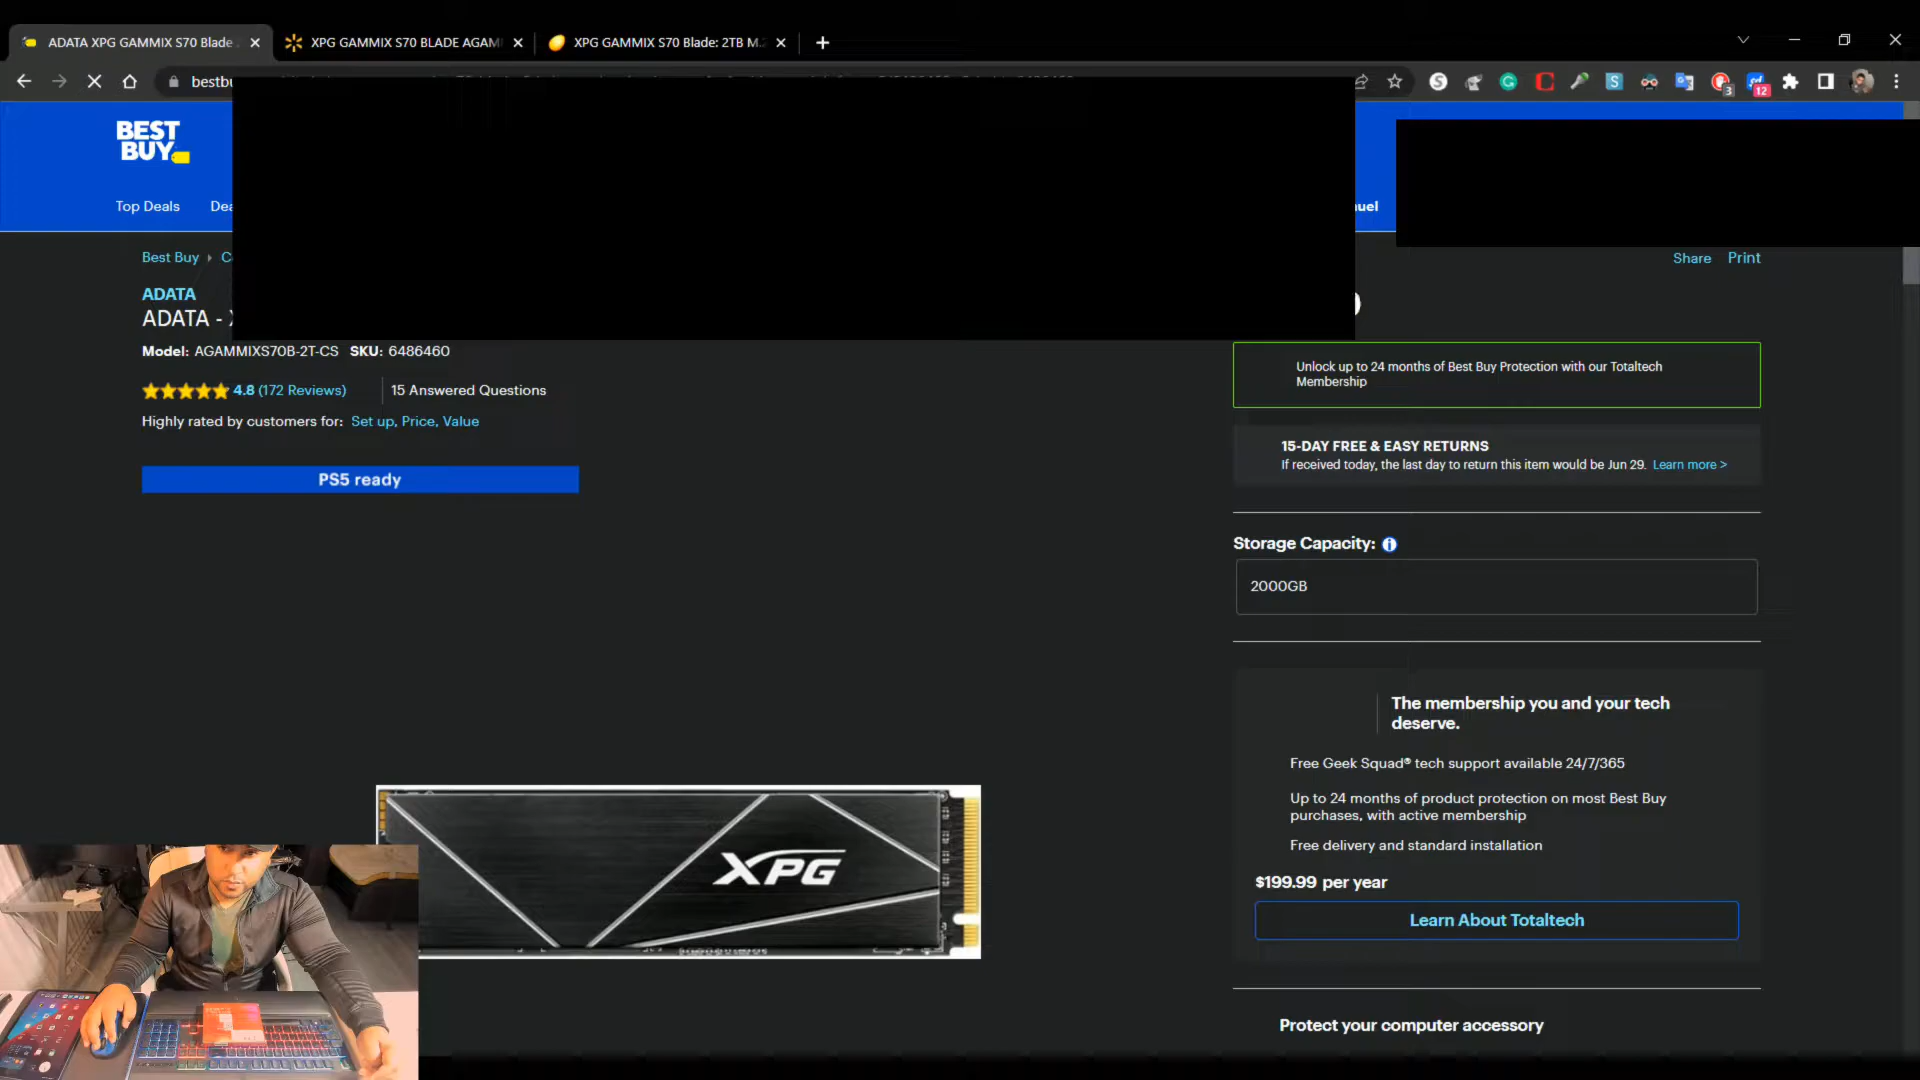 ADATA XPG GAMMIX S70 Blade
XPG GAMMIX S70 BLADE AGAM
XPG GAMMIX S70 Blade: 2TB M.
bestbu
3
12
BEST
BUY
Top Deals
Dea
uel
Best Buy
Share
Print
ADATA
ADATA -
Model: AGAMMIXS70B-2T-CS SKU: 6486460
4.8 (172 Reviews)
15 Answered Questions
Highly rated by customers for: Set up, Price, Value
PS5 ready
Unlock up to 24 months of Best Buy Protection with our Totaltech
Membership
15-DAY FREE & EASY RETURNS
If received today, the last day to return this item would be Jun 29. Learn more >
Storage Capacity:
2000GB
The membership you and your tech
deserve.
Free Geek Squad® tech support available 24/7/365
Up to 24 months of product protection on most Best Buy
purchases, with active membership
Free delivery and standard installation
$199.99 per year
Learn About Totaltech
Protect your computer accessory
XPG